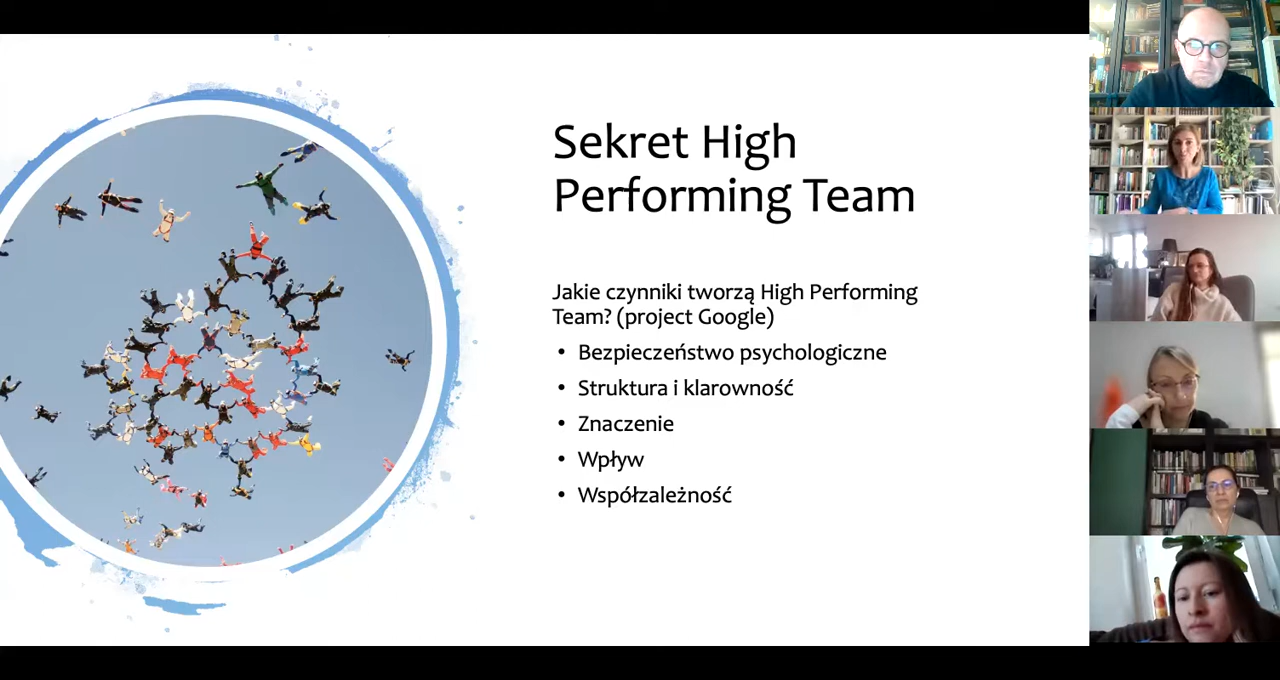 Sekret High
Performing Team
Jakie czynniki tworzą High Performing
Team? (project Google)
• Bezpieczeństwo psychologiczne
• Struktura i klarowność
• Znaczenie
• Wpływ
• Współzależność